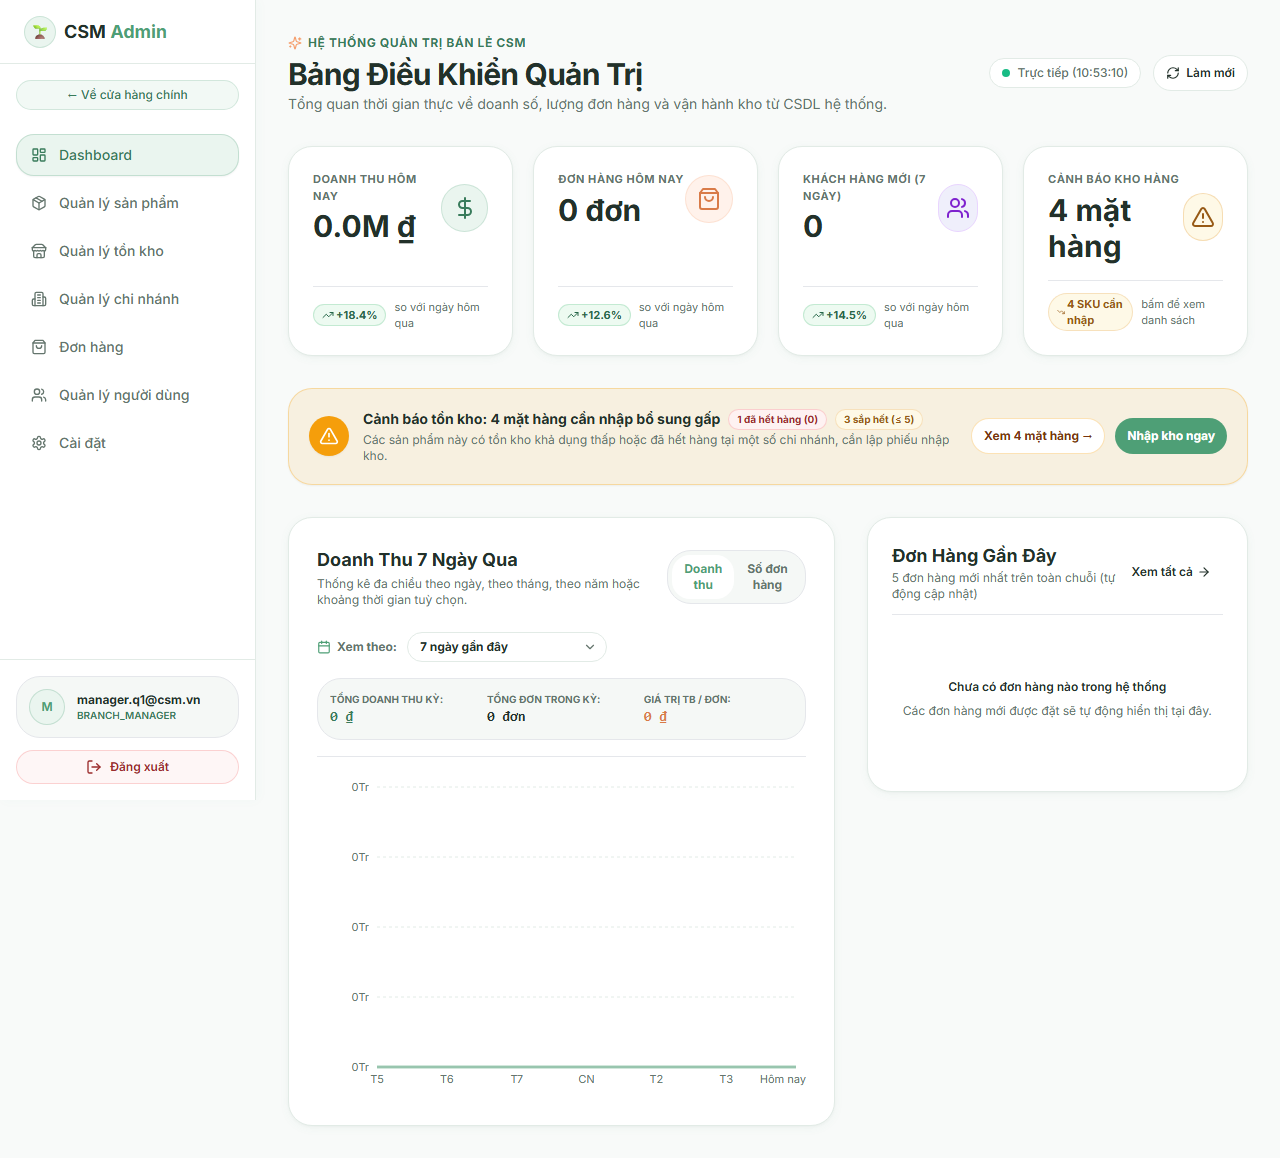 CSM Admin
← Về cửa hàng chính
Dashboard
Quản lý sản phẩm
Quản lý tồn kho
Quản lý chi nhánh
Đơn hàng
Quản lý người dùng
Cài đặt
M
manager.q1@csm.vn
BRANCH_MANAGER
Đăng xuất
HỆ THỐNG QUẢN TRỊ BÁN LẺ CSM
Bảng Điều Khiển Quản Trị
Tổng quan thời gian thực về doanh số, lượng đơn hàng và vận hành kho từ CSDL hệ thống.
Trực tiếp (10:53:10)
Làm mới
DOANH THU HÔM
NAY
0.0M ₫
+18.4%
so với ngày hôm
qua
ĐƠN HÀNG HÔM NAY
0 đơn
+12.6%
so với ngày hôm
qua
KHÁCH HÀNG MỚI (7
NGÀY)
0
+14.5%
so với ngày hôm
qua
CẢNH BÁO KHO HÀNG
4 mặt
hàng
4 SKU cần
nhập
bấm để xem
danh sách
Cảnh báo tồn kho: 4 mặt hàng cần nhập bổ sung gấp
1 đã hết hàng (0)
3 sắp hết (≤ 5)
Các sản phẩm này có tồn kho khả dụng thấp hoặc đã hết hàng tại một số chi nhánh, cần lập phiếu nhập
kho.
Xem 4 mặt hàng →
Nhập kho ngay
Doanh Thu 7 Ngày Qua
Thống kê đa chiều theo ngày, theo tháng, theo năm hoặc
khoảng thời gian tuỳ chọn.
Doanh
thu
Số đơn
hàng
Xem theo:
7 ngày gần đây
TỔNG DOANH THU KỲ:
0 ₫
TỔNG ĐƠN TRONG KỲ:
0 đơn
GIÁ TRỊ TB / ĐƠN:
0 ₫
0Tr
0Tr
0Tr
0Tr
0Tr
T5
T6
T7
CN
T2
T3
Hôm nay
Đơn Hàng Gần Đây
5 đơn hàng mới nhất trên toàn chuỗi (tự
động cập nhật)
Xem tất cả →
Chưa có đơn hàng nào trong hệ thống
Các đơn hàng mới được đặt sẽ tự động hiển thị tại đây.